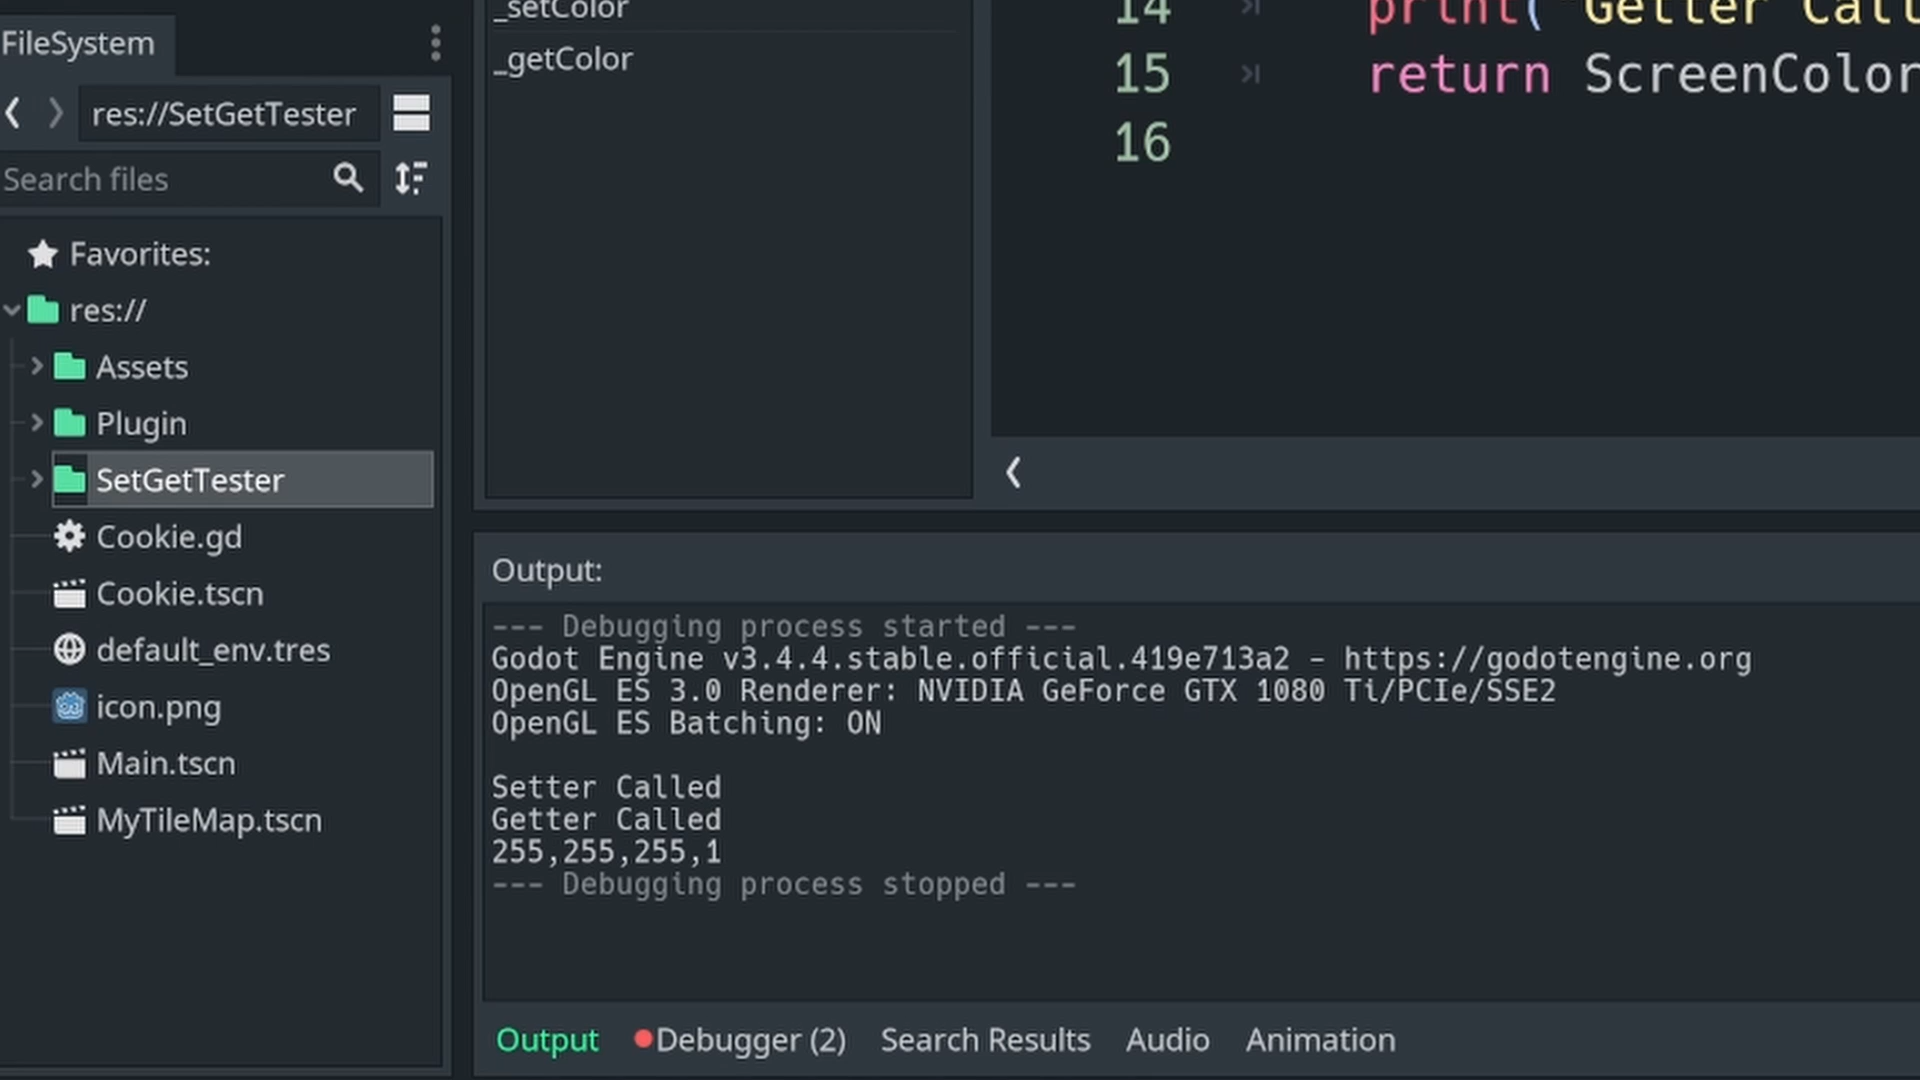 FileSystem
res://SetGetTester
Search files
Favorites:
res://
Assets
Plugin
SetGetTester
Cookie.gd
Cookie.tscn
default_env.tres
icon.png
Main.tscn
MyTileMap.tscn
_setColor
_getColor
14 print("Getter Call
15 return ScreenColor
16
Output:
--- Debugging process started ---
Godot Engine v3.4.4.stable.official.419e713a2 - https://godotengine.org
OpenGL ES 3.0 Renderer: NVIDIA GeForce GTX 1080 Ti/PCIe/SSE2
OpenGL ES Batching: ON
Setter Called
Getter Called
255,255,255,1
--- Debugging process stopped ---
Output Debugger (2) Search Results Audio Animation